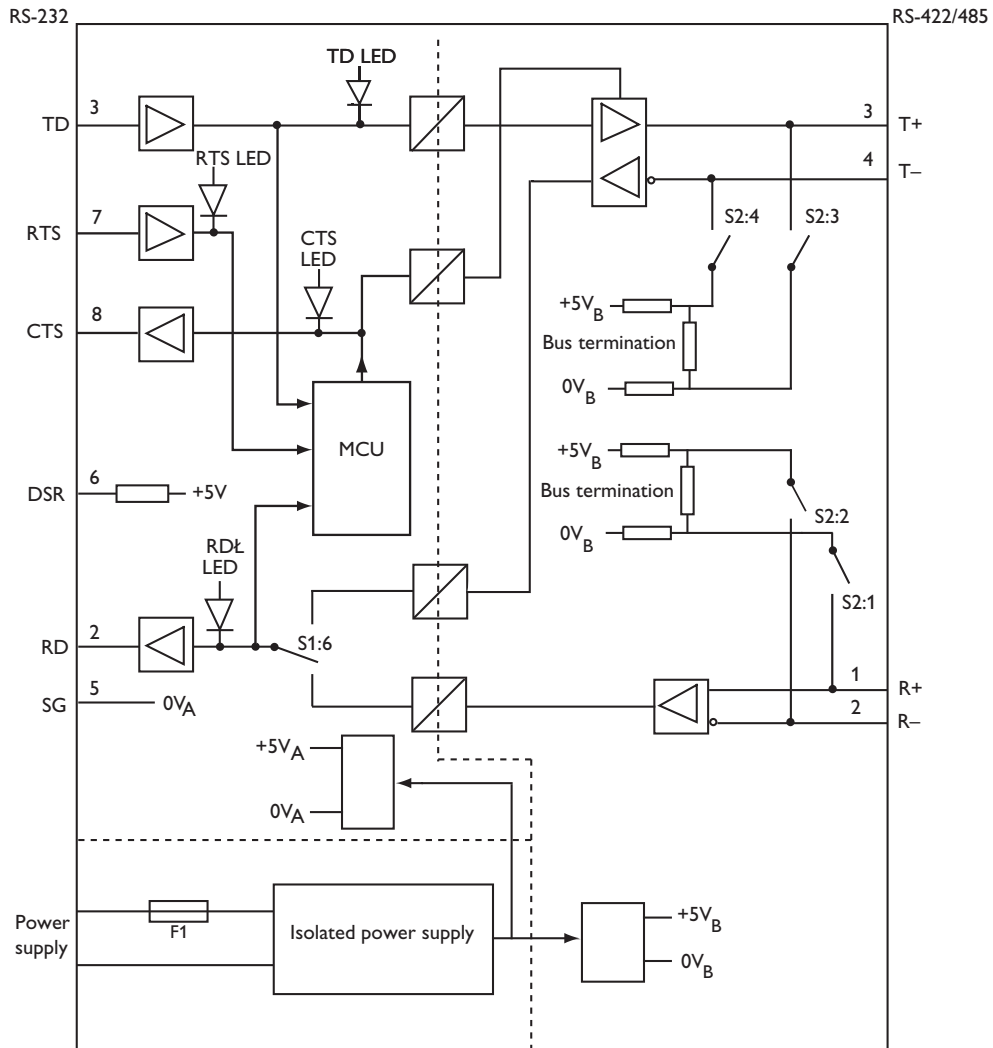 RS-232
RS-422/485
TD LED
3
TD
3
T+
4
T–
RTS LED
7
RTS
S2:4
S2:3
CTS
LED
8
CTS
+5VB
Bus termination
0VB
MCU
6
DSR
+5V
+5VB
Bus termination
0VB
S2:2
S2:1
RDŁ
LED
2
RD
S1:6
5
SG
0VA
1
R+
2
R–
+5VA
0VA
Power
supply
F1
Isolated power supply
+5VB
0VB